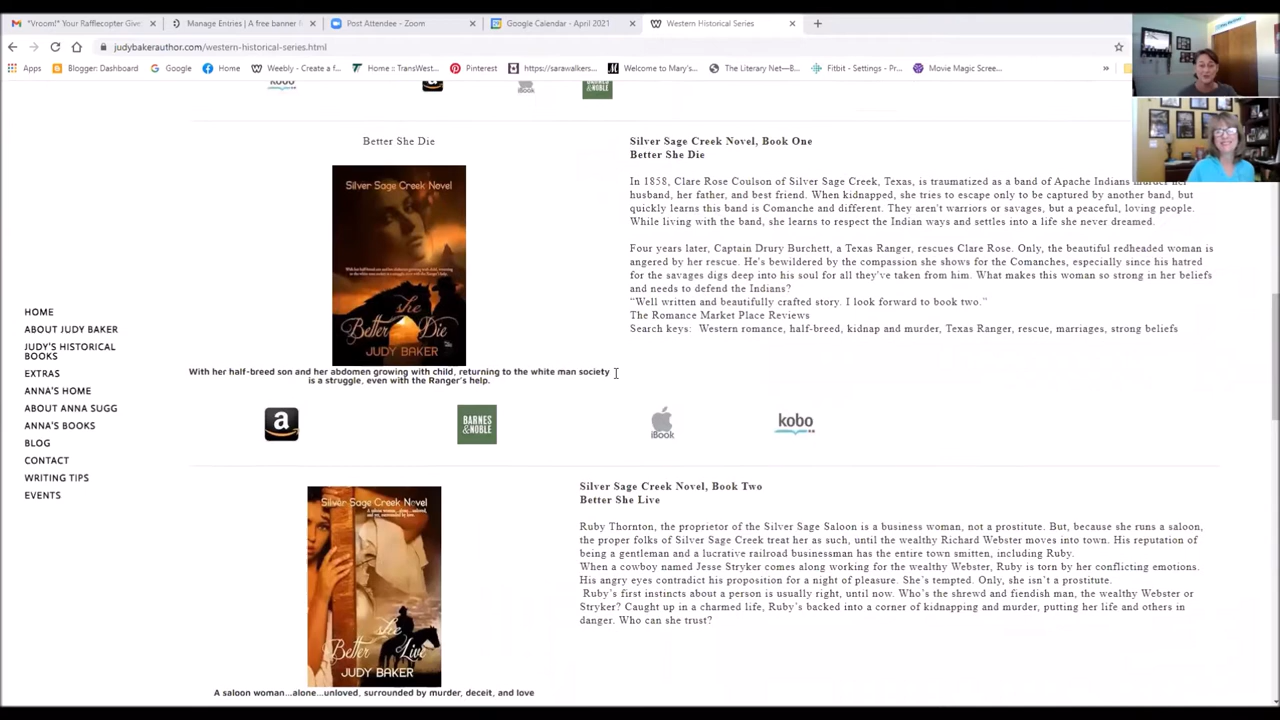 *Vroom!* Your Rafflecopter Give
Manage Entries | A free banner
Post Attendee - Zoom
Google Calendar - April 2021
Western Historical Series
judybakerauthor.com/western-historical-series.html
Apps
Blogger: Dashboard
Google
Home
Weebly - Create a f...
Home :: TransWest...
Pinterest
https://sarawalkers...
Welcome to Mary's...
The Literary Net—B...
Fitbit - Settings - Pr...
Movie Magic Scree...
»
kobo
iBook
BARNES
&NOBLE
Better She Die
Silver Sage Creek Novel
She
Better Die
JUDY BAKER
With her half-breed son and her abdomen growing with child, returning to the white man society
is a struggle, even with the Ranger's help.
Silver Sage Creek Novel, Book One
Better She Die
In 1858, Clare Rose Coulson of Silver Sage Creek, Texas, is traumatized as a band of Apache Indians murder her
husband, her father, and best friend. When kidnapped, she tries to escape only to be captured by another band, but
quickly learns this band is Comanche and different. They aren't warriors or savages, but a peaceful, loving people.
While living with the band, she learns to respect the Indian ways and settles into a life she never dreamed.
Four years later, Captain Drury Burchett, a Texas Ranger, rescues Clare Rose. Only, the beautiful redheaded woman is
angered by her rescue. He's bewildered by the compassion she shows for the Comanches, especially since his hatred
for the savages digs deep into his soul for all they've taken from him. What makes this woman so strong in her beliefs
and needs to defend the Indians?
"Well written and beautifully crafted story. I look forward to book two."
The Romance Market Place Reviews
Search keys: Western romance, half-breed, kidnap and murder, Texas Ranger, rescue, marriages, strong beliefs
HOME
ABOUT JUDY BAKER
JUDY'S HISTORICAL
BOOKS
EXTRAS
ANNA'S HOME
ABOUT ANNA SUGG
ANNA'S BOOKS
BLOG
CONTACT
WRITING TIPS
EVENTS
a
BARNES
&NOBLE
iBook
kobo
Silver Sage Creek Novel
She
Better Live
JUDY BAKER
A saloon woman...alone...unloved, surrounded by murder, deceit, and love
Silver Sage Creek Novel, Book Two
Better She Live
Ruby Thornton, the proprietor of the Silver Sage Saloon is a business woman, not a prostitute. But, because she runs a saloon,
the proper folks of Silver Sage Creek treat her as such, until the wealthy Richard Webster moves into town. His reputation of
being a gentleman and a lucrative railroad businessman has the entire town smitten, including Ruby.
When a cowboy named Jesse Stryker comes along working for the wealthy Webster, Ruby is torn by her conflicting emotions.
His angry eyes contradict his proposition for a night of pleasure. She's tempted. Only, she isn't a prostitute.
Ruby's first instincts about a person is usually right, until now. Who's the shrewd and fiendish man, the wealthy Webster or
Stryker? Caught up in a charmed life, Ruby's backed into a corner of kidnapping and murder, putting her life and others in
danger. Who can she trust?